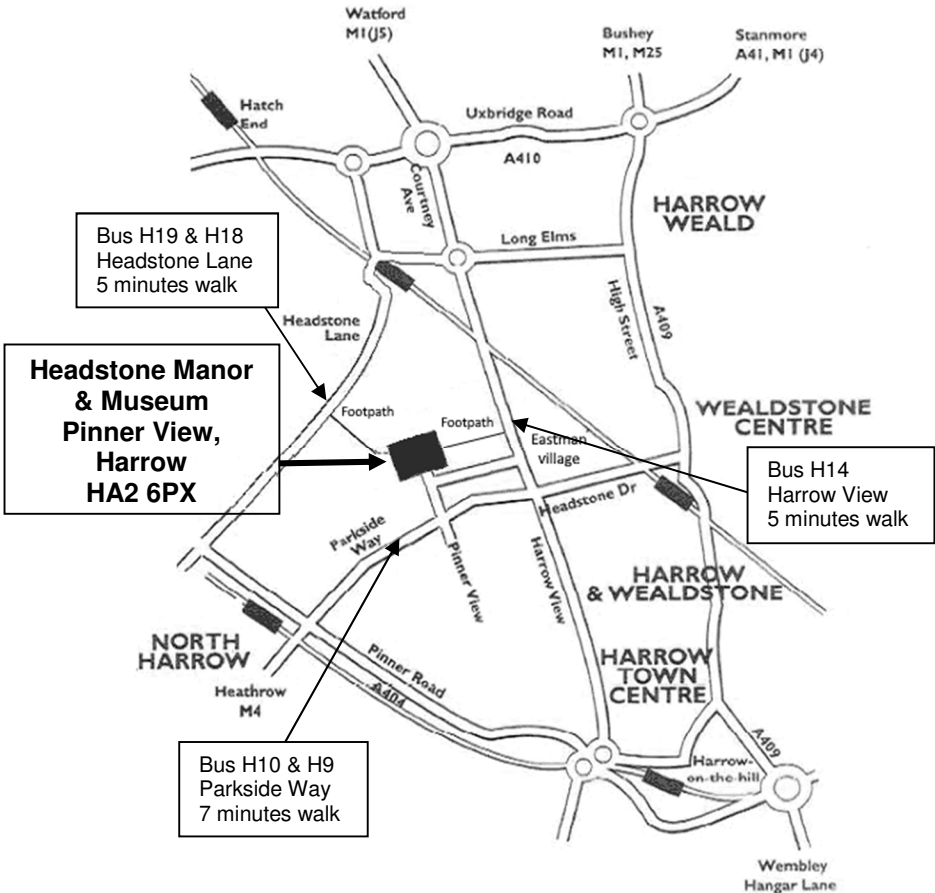 Watford
M1(J5)
Bushey
M1, M25
Stanmore
A41, M1 (J4)
Hatch
End
Uxbridge Road
A410
Courtney
Ave
HARROW
WEALD
Bus H19 & H18
Headstone Lane
5 minutes walk
Long Elms
High Street
A409
Headstone
Lane
Headstone Manor
& Museum
Pinner View,
Harrow
HA2 6PX
Footpath
Footpath
Eastman
village
WEALDSTONE
CENTRE
Bus H14
Harrow View
5 minutes walk
Headstone Dr
Parkside
Way
Pinner View
Harrow View
HARROW
& WEALDSTONE
NORTH
HARROW
Pinner Road
A404
HARROW
TOWN
CENTRE
Heathrow
M4
A409
Harrow-
on-the-hill
Bus H10 & H9
Parkside Way
7 minutes walk
Wembley
Hangar Lane